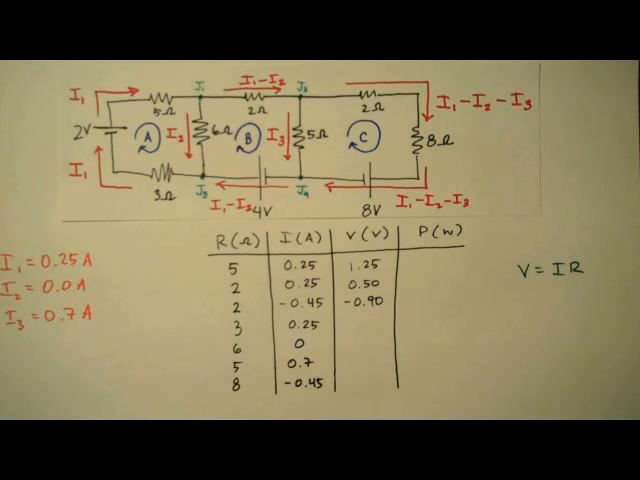 J₁ I₁-I₂ J₂
I₁ 5Ω 2Ω 2Ω I₁-I₂-I₃
2V A I₂ 6Ω B I₃ 5Ω C 8Ω
I₁ 3Ω J₃ I₁-I₂ 4V J₄ 8V I₁-I₂-I₃
R(Ω) I(A) V(V) P(W)
5 0.25 1.25
2 0.25 0.50
2 -0.45 -0.90
3 0.25
6 0
5 0.7
8 -0.45
I₁ = 0.25 A
I₂ = 0.0 A
I₃ = 0.7 A
V = IR